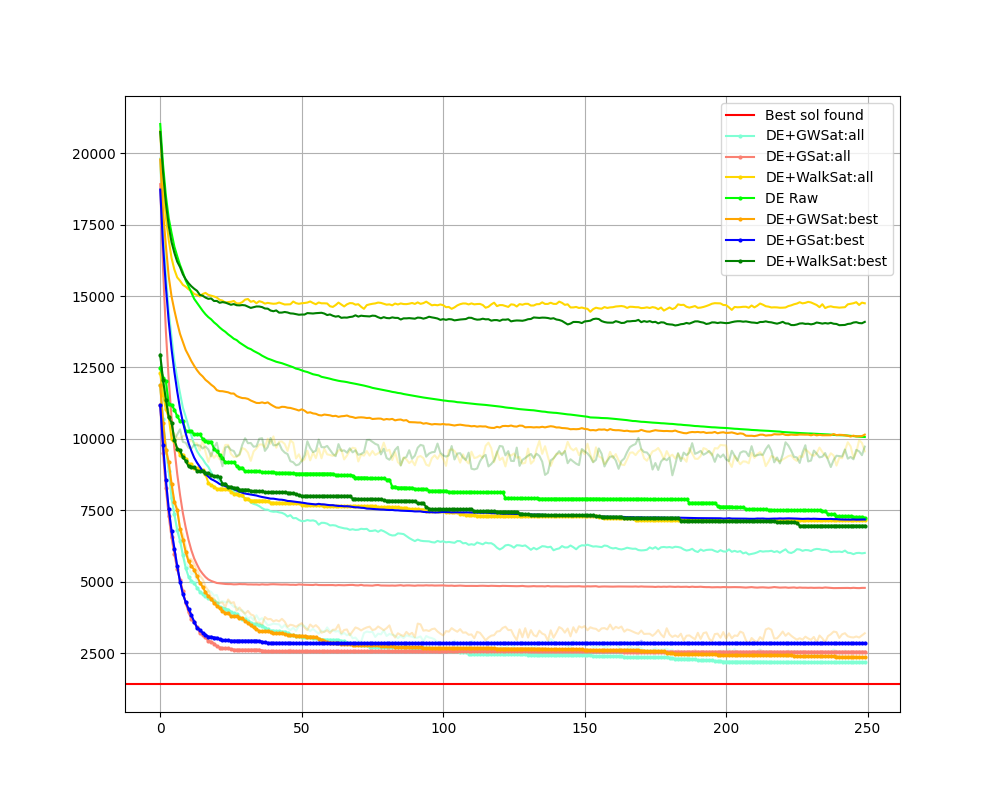 Best sol found
DE+GWSat:all
DE+GSat:all
DE+WalkSat:all
DE Raw
DE+GWSat:best
DE+GSat:best
DE+WalkSat:best
20000
17500
15000
12500
10000
7500
5000
2500
0 50 100 150 200 250